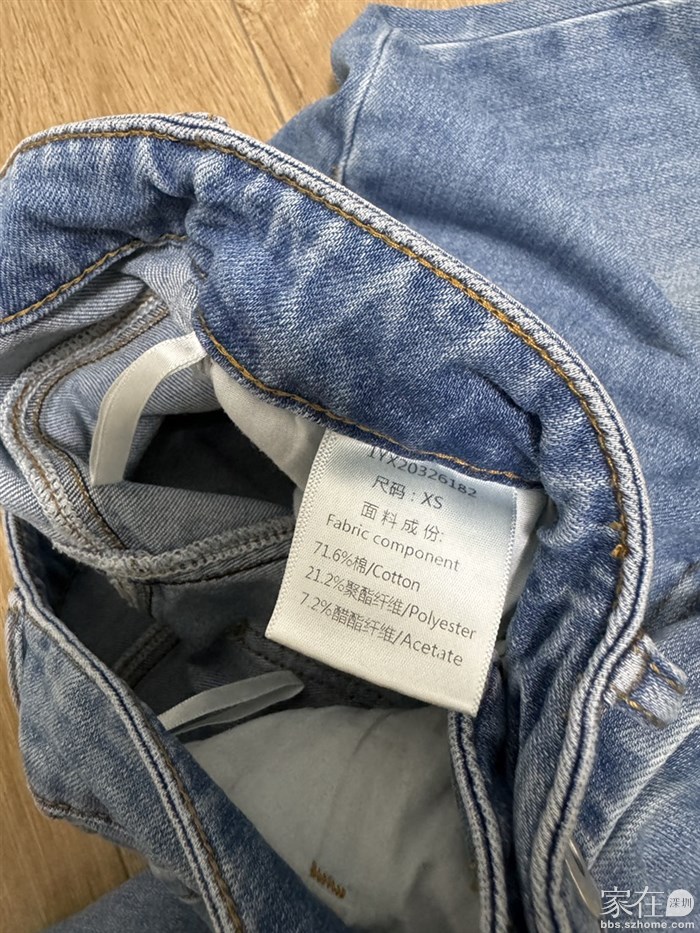 1YX20326182
尺码：XS
面料成份:
Fabric component
71.6%棉/Cotton
21.2%聚酯纤维/Polyester
7.2%醋酯纤维/Acetate
家在深圳
bbs.szhome.com